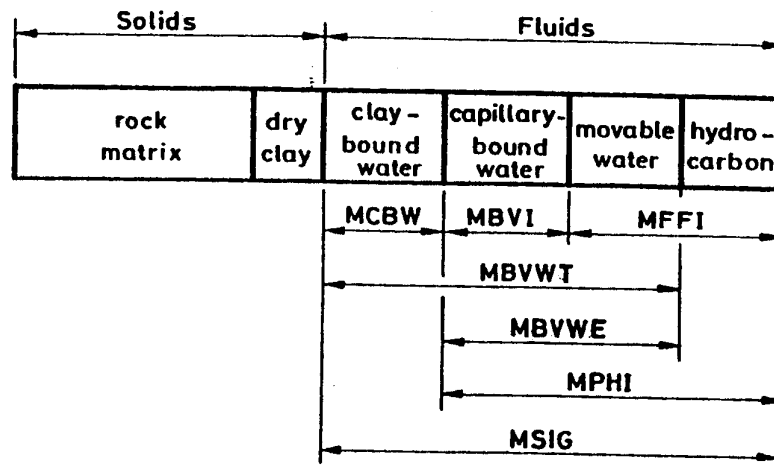 Solids Fluids
rock matrix
dry clay
clay-bound water
capillary-bound water
movable water
hydro-carbon
MCBW MBVI MFFI
MBVWT
MBVWE
MPHI
MSIG